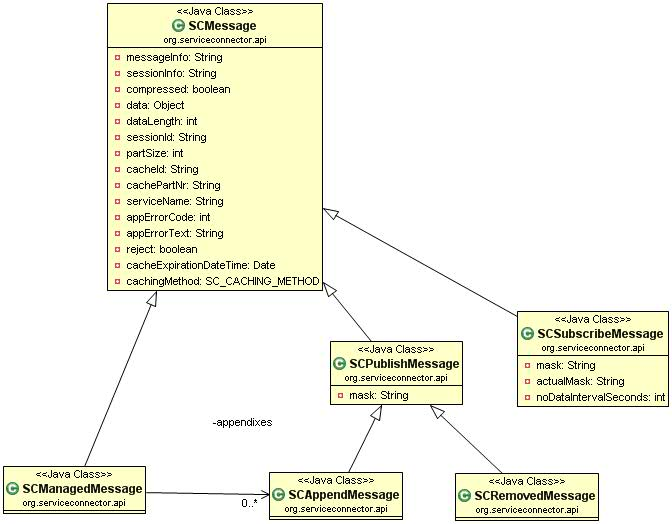 <<Java Class>>
SCMessage
org.serviceconnector.api
messageInfo: String
sessionInfo: String
compressed: boolean
data: Object
dataLength: int
sessionId: String
partSize: int
cacheId: String
cachePartNr: String
serviceName: String
appErrorCode: int
appErrorText: String
reject: boolean
cacheExpirationDateTime: Date
cachingMethod: SC_CACHING_METHOD
<<Java Class>>
SCSubscribeMessage
org.serviceconnector.api
mask: String
actualMask: String
noDataIntervalSeconds: int
<<Java Class>>
SCPublishMessage
org.serviceconnector.api
mask: String
-appendixes
<<Java Class>>
SCManagedMessage
org.serviceconnector.api
0..*
<<Java Class>>
SCAppendMessage
org.serviceconnector.api
<<Java Class>>
SCRemovedMessage
org.serviceconnector.api